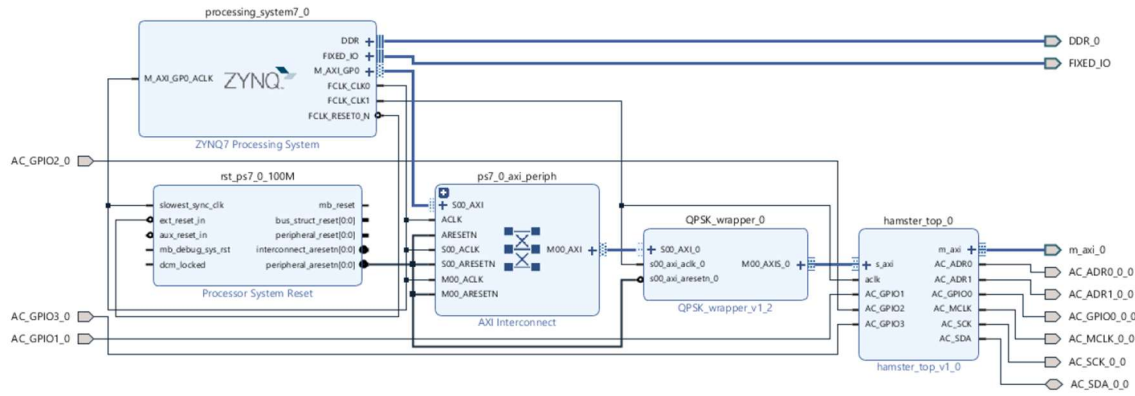 processing_system7_0
DDR
FIXED_IO
M_AXI_GP0
M_AXI_GP0_ACLK
ZYNQ
FCLK_CLK0
FCLK_CLK1
FCLK_RESET0_N
ZYNQ7 Processing System
DDR_0
FIXED_IO
AC_GPIO2_0
rst_ps7_0_100M
slowest_sync_clk
ext_reset_in
aux_reset_in
mb_debug_sys_rst
dcm_locked
mb_reset
bus_struct_reset[0:0]
peripheral_reset[0:0]
interconnect_aresetn[0:0]
peripheral_aresetn[0:0]
Processor System Reset
AC_GPIO3_0
AC_GPIO1_0
ps7_0_axi_periph
S00_AXI
ACLK
ARESETN
S00_ACLK
S00_ARESETN
M00_ACLK
M00_ARESETN
M00_AXI
AXI Interconnect
QPSK_wrapper_0
S00_AXI_0
s00_axi_aclk_0
s00_axi_aresetn_0
M00_AXIS_0
QPSK_wrapper_v1_2
hamster_top_0
s_axi
aclk
AC_GPIO1
AC_GPIO2
AC_GPIO3
m_axi
AC_ADR0
AC_ADR1
AC_GPIO0
AC_MCLK
AC_SCK
AC_SDA
hamster_top_v1_0
m_axi_0
AC_ADR0_0_0
AC_ADR1_0_0
AC_GPIO0_0_0
AC_MCLK_0_0
AC_SCK_0_0
AC_SDA_0_0